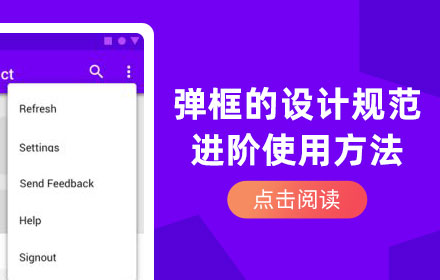 ct
Refresh
Settings
Send Feedback
Help
Signout
弹框的设计规范
进阶使用方法
点击阅读